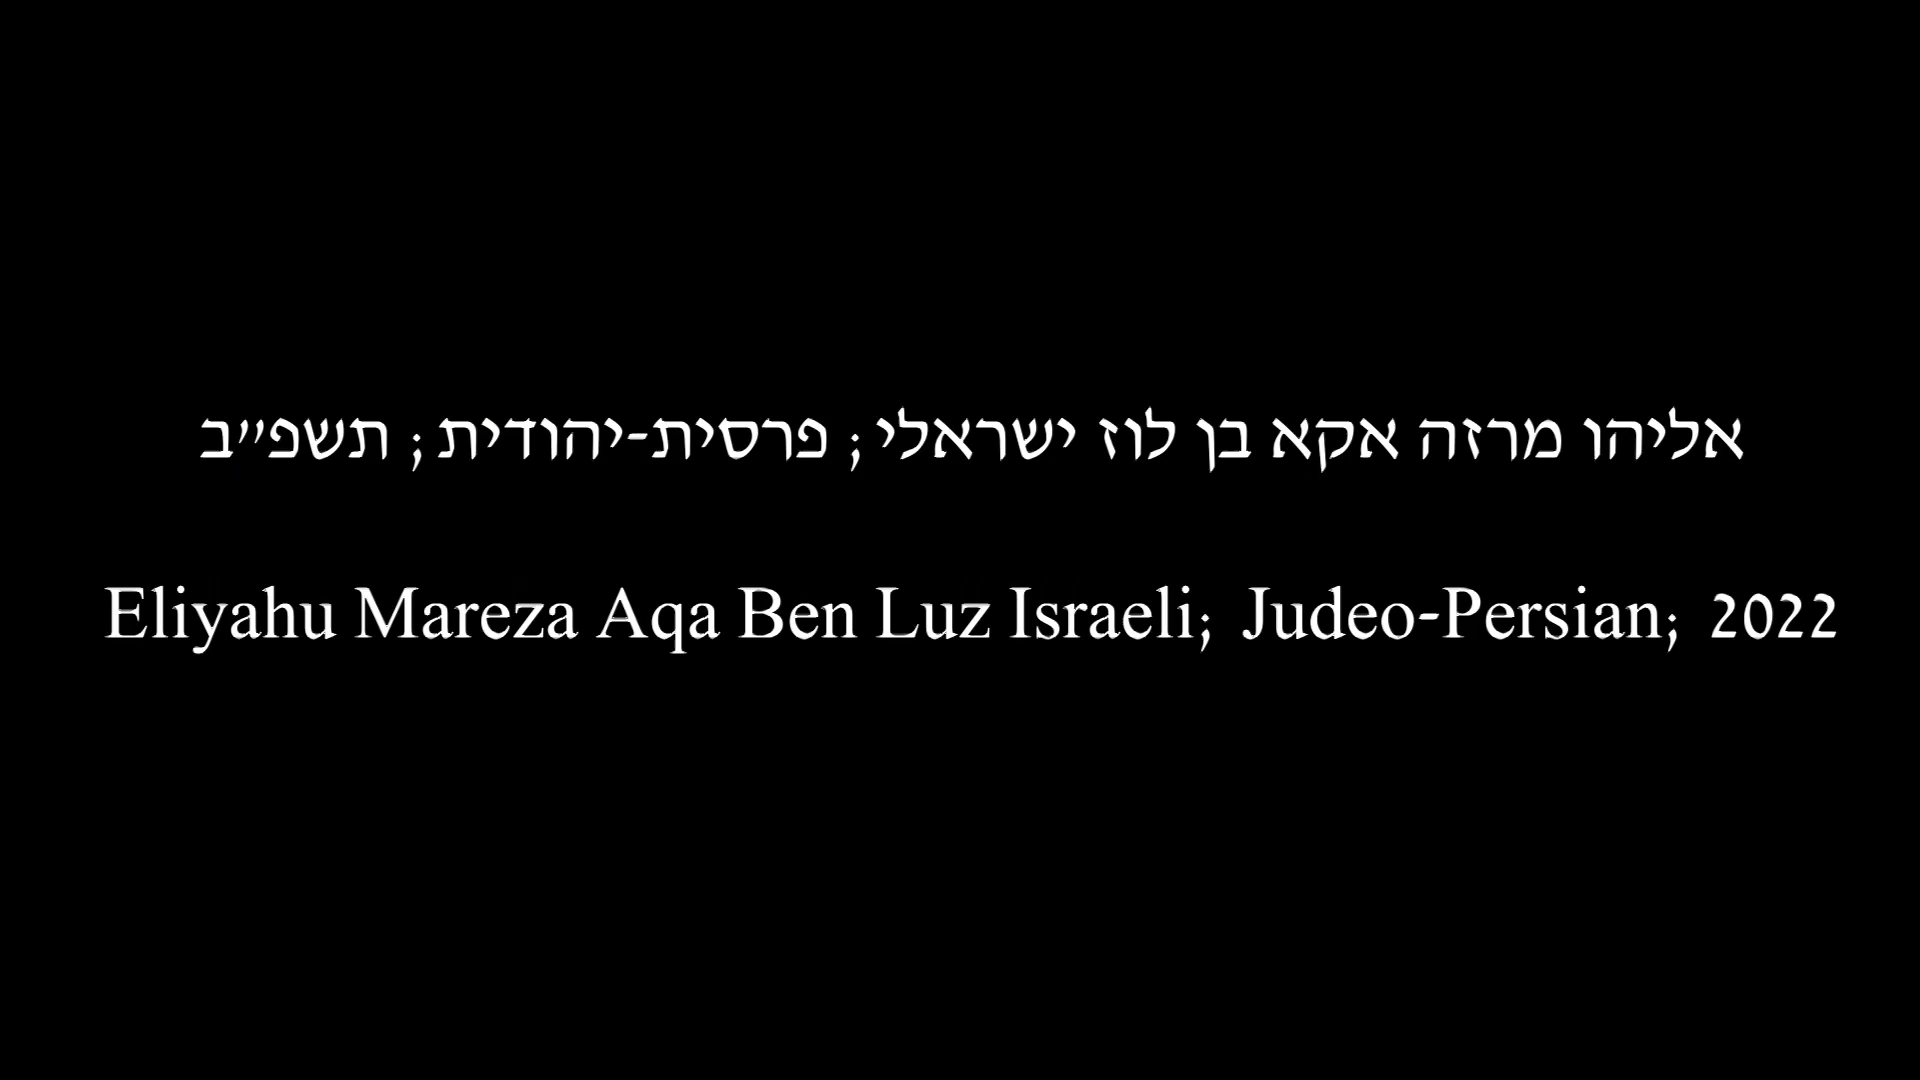 אליהו מרזה אקא בן לוז ישראלי; פרסית-יהודית; תשפ״ב
Eliyahu Mareza Aqa Ben Luz Israeli; Judeo-Persian; 2022